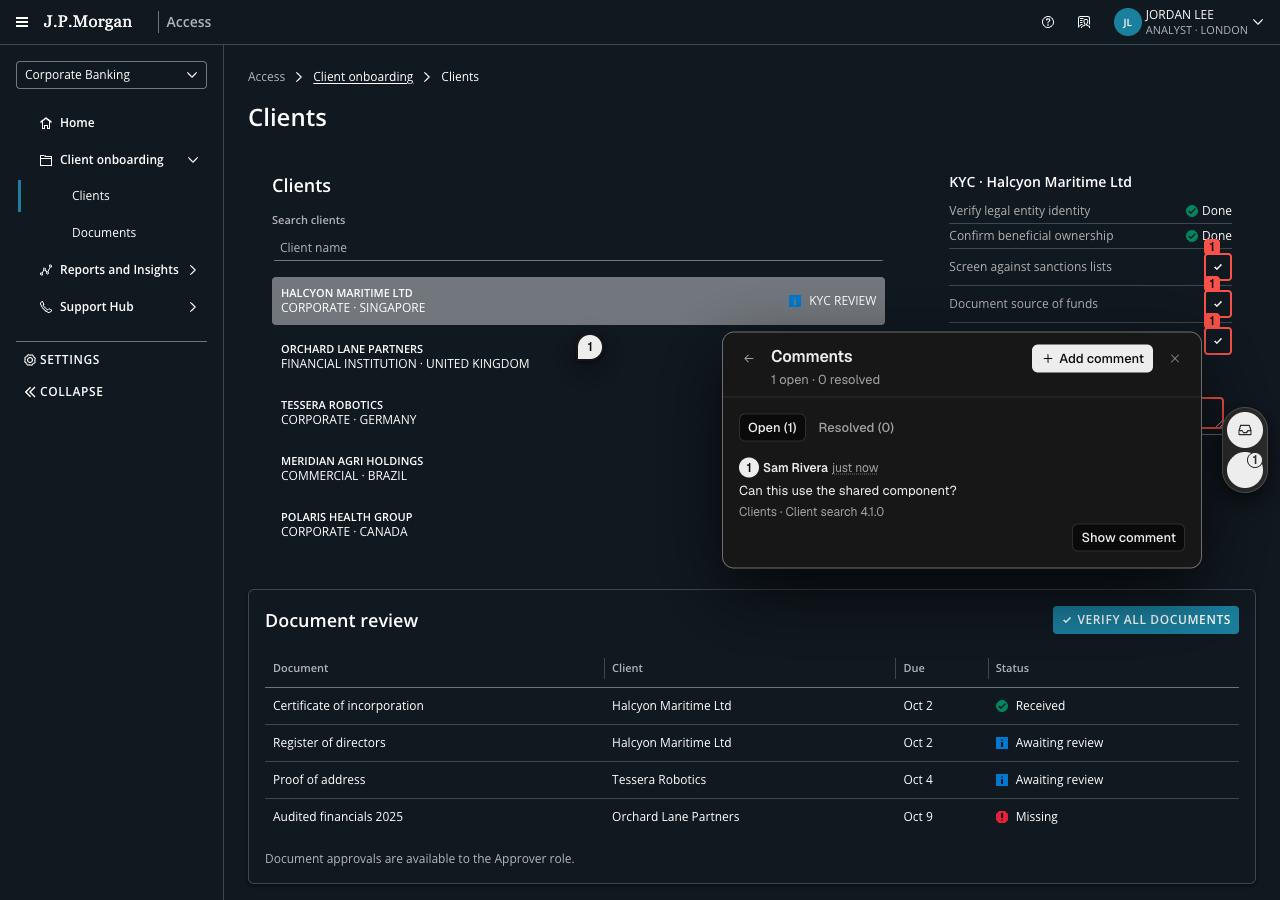 J.P.Morgan
Access
JL
JORDAN LEE
ANALYST · LONDON
Corporate Banking
Home
Client onboarding
Clients
Documents
Reports and Insights
Support Hub
SETTINGS
COLLAPSE
Access
Client onboarding
Clients
Clients
Clients
Search clients
Client name
HALCYON MARITIME LTD
CORPORATE · SINGAPORE
KYC REVIEW
ORCHARD LANE PARTNERS
FINANCIAL INSTITUTION · UNITED KINGDOM
1
TESSERA ROBOTICS
CORPORATE · GERMANY
MERIDIAN AGRI HOLDINGS
COMMERCIAL · BRAZIL
POLARIS HEALTH GROUP
CORPORATE · CANADA
KYC · Halcyon Maritime Ltd
Verify legal entity identity
Done
Confirm beneficial ownership
Done
1
Screen against sanctions lists
1
Document source of funds
1
Comments
1 open · 0 resolved
Add comment
Open (1)
Resolved (0)
1 Sam Rivera just now
Can this use the shared component?
Clients · Client search 4.1.0
Show comment
1
Document review
VERIFY ALL DOCUMENTS
Document Client Due Status
Certificate of incorporation Halcyon Maritime Ltd Oct 2 Received
Register of directors Halcyon Maritime Ltd Oct 2 Awaiting review
Proof of address Tessera Robotics Oct 4 Awaiting review
Audited financials 2025 Orchard Lane Partners Oct 9 Missing
Document approvals are available to the Approver role.